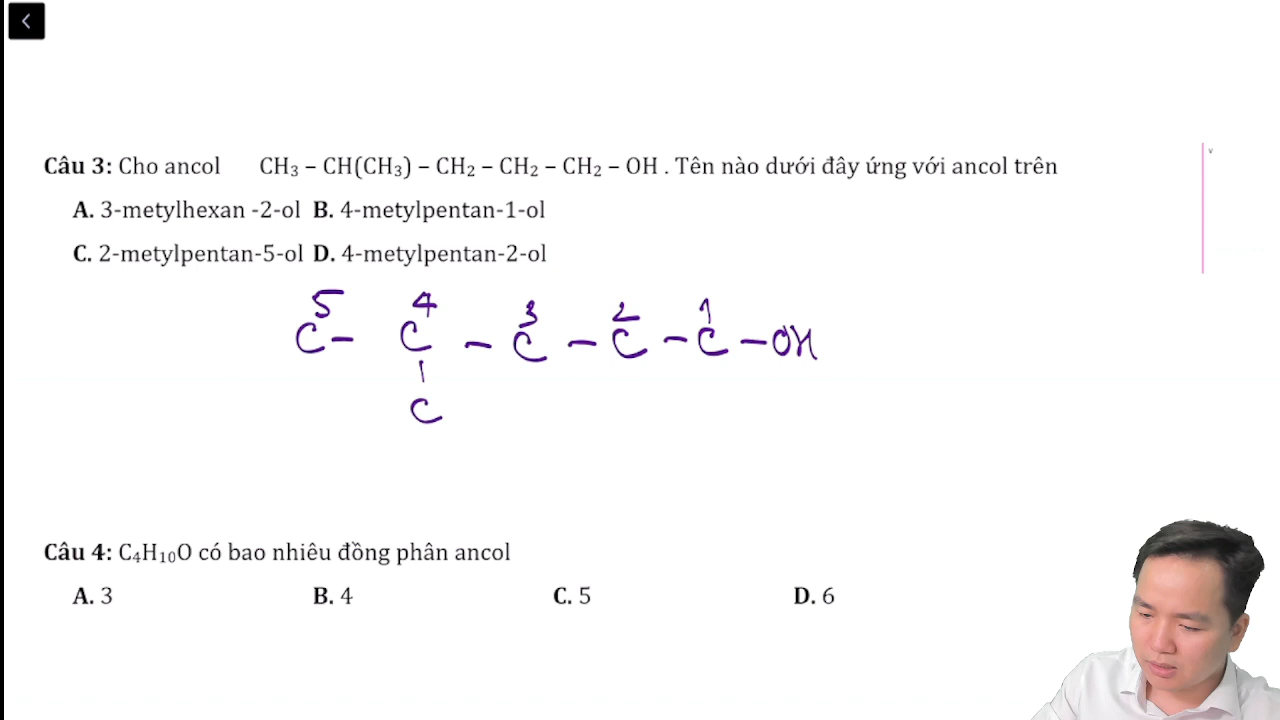 Câu 3: Cho ancol CH₃ – CH(CH₃) – CH₂ – CH₂ – CH₂ – OH . Tên nào dưới đây ứng với ancol trên
A. 3-metylhexan -2-ol B. 4-metylpentan-1-ol
C. 2-metylpentan-5-ol D. 4-metylpentan-2-ol
5 4 3 2 1
C – C – C – C – C – OH
C
Câu 4: C₄H₁₀O có bao nhiêu đồng phân ancol
A. 3 B. 4 C. 5 D. 6